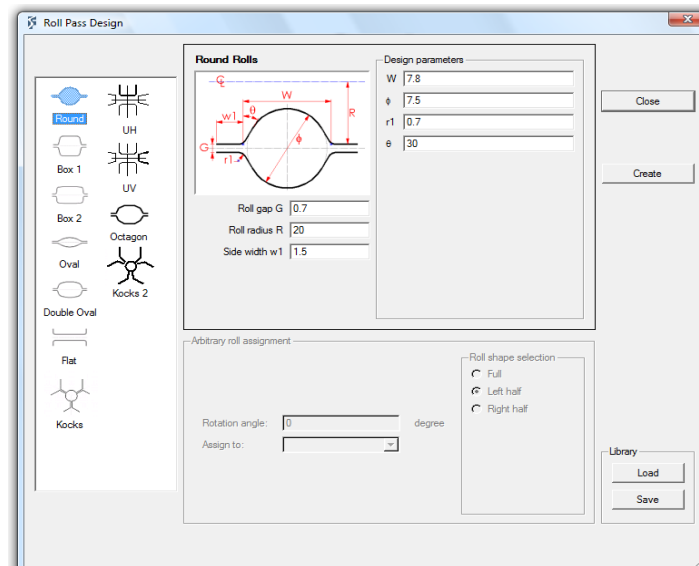 Roll Pass Design
Round
Box 1
Box 2
Oval
Double Oval
Flat
Kocks
UH
UV
Octagon
Kocks 2
Round Rolls
CL
W
w1
θ
R
G
ϕ
r1
Roll gap G 0.7
Roll radius R 20
Side width w1 1.5
Design parameters
W 7.8
ϕ 7.5
r1 0.7
θ 30
Close
Create
Arbitrary roll assignment
Rotation angle: 0 degree
Assign to:
Roll shape selection
Full
Left half
Right half
Library
Load
Save